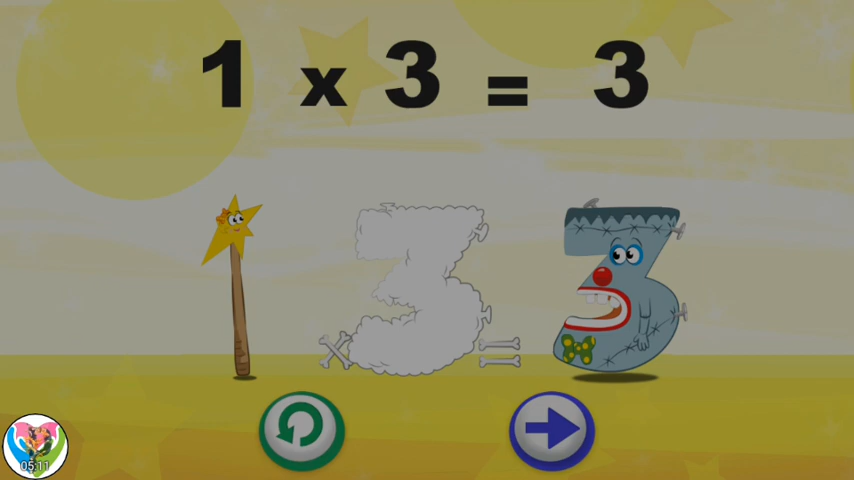 1 x 3 = 3
05:11